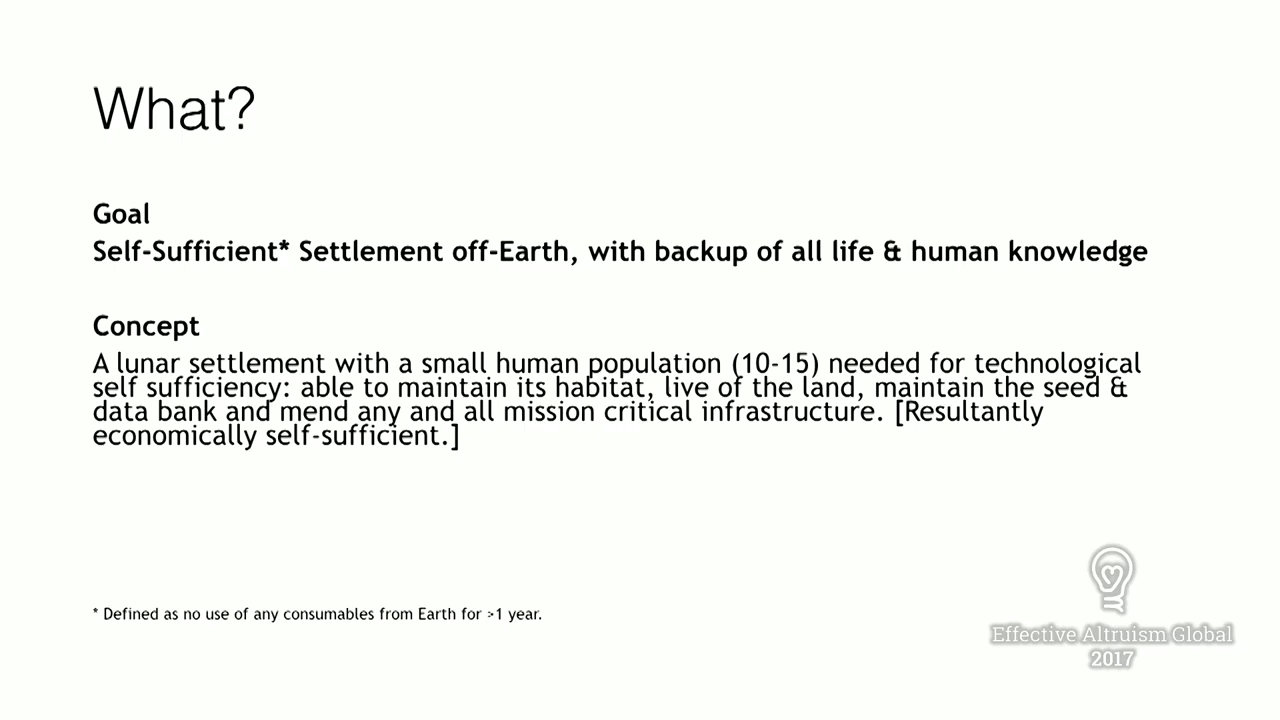 What?
Goal
Self-Sufficient* Settlement off-Earth, with backup of all life & human knowledge
Concept
A lunar settlement with a small human population (10-15) needed for technological
self sufficiency: able to maintain its habitat, live of the land, maintain the seed &
data bank and mend any and all mission critical infrastructure. [Resultantly
economically self-sufficient.]
* Defined as no use of any consumables from Earth for >1 year.
Effective Altruism Global
2017